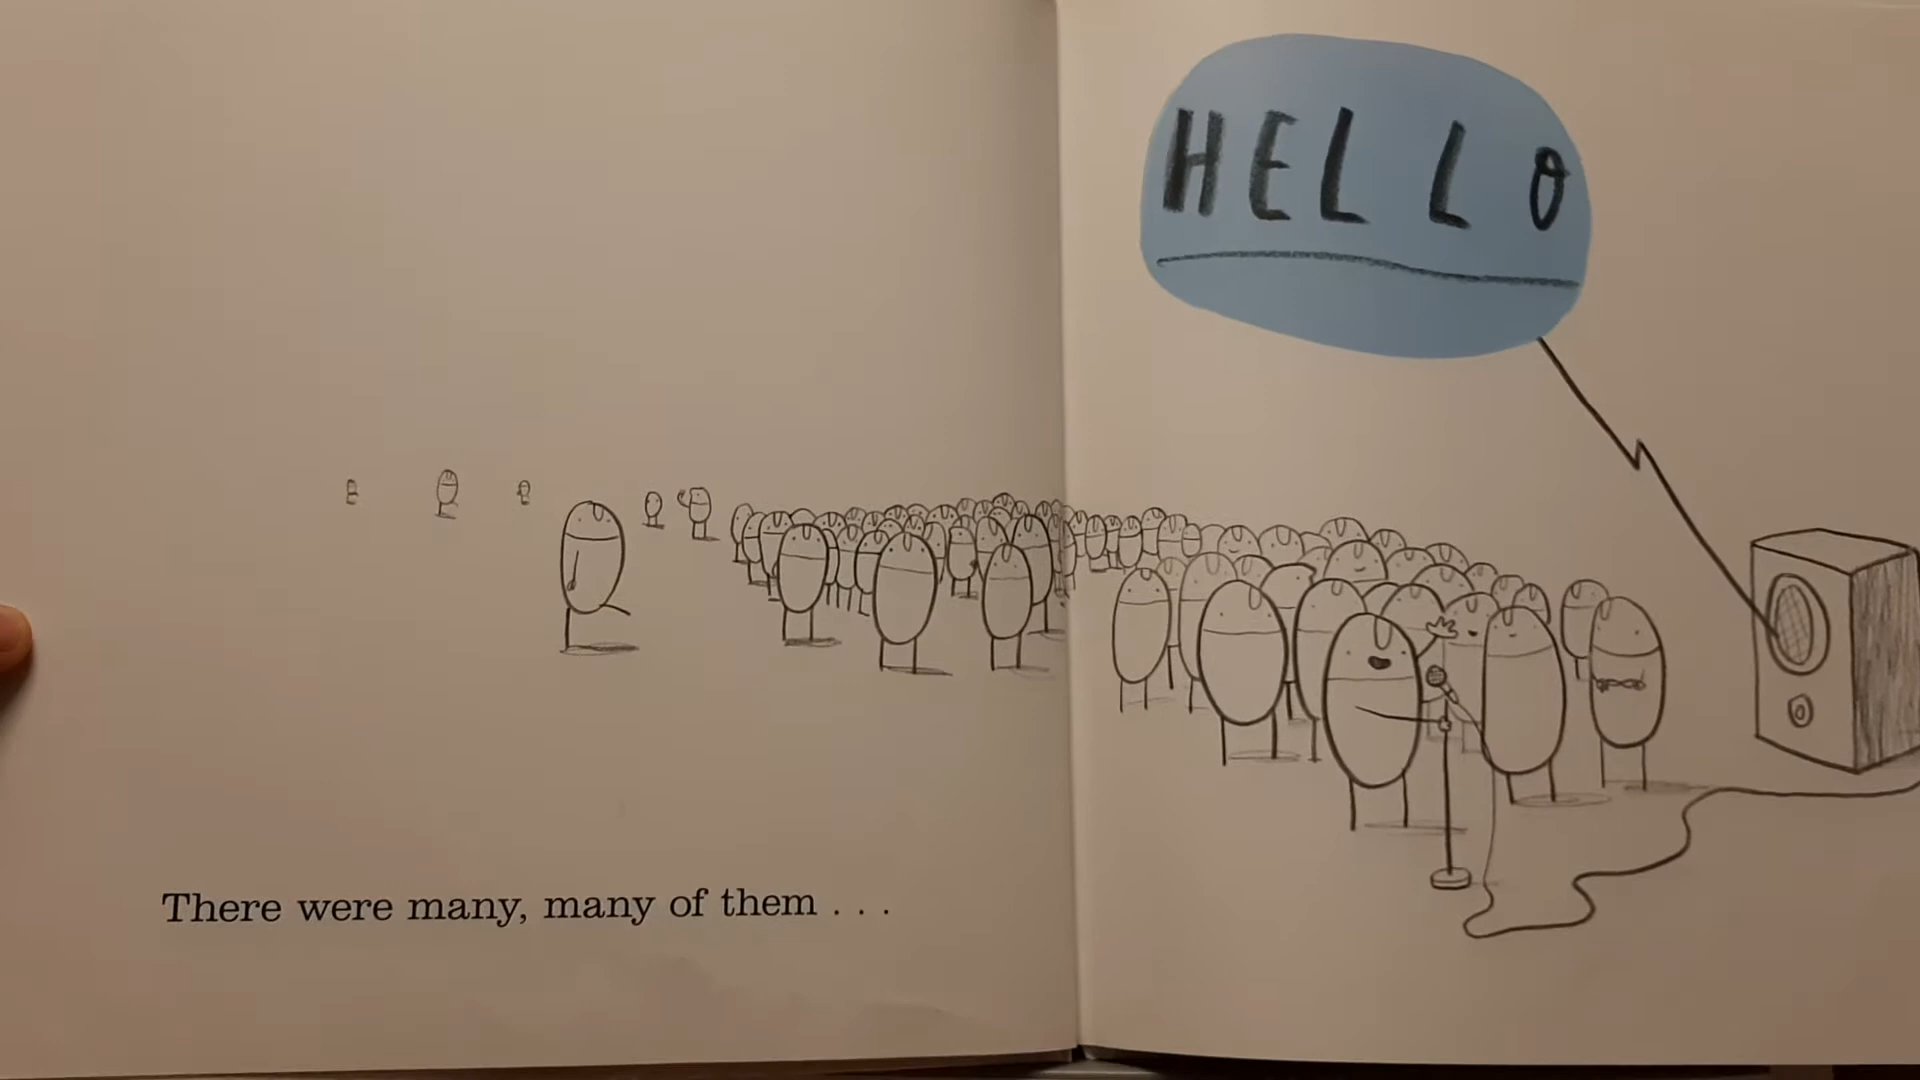 HELLO
There were many, many of them . . .